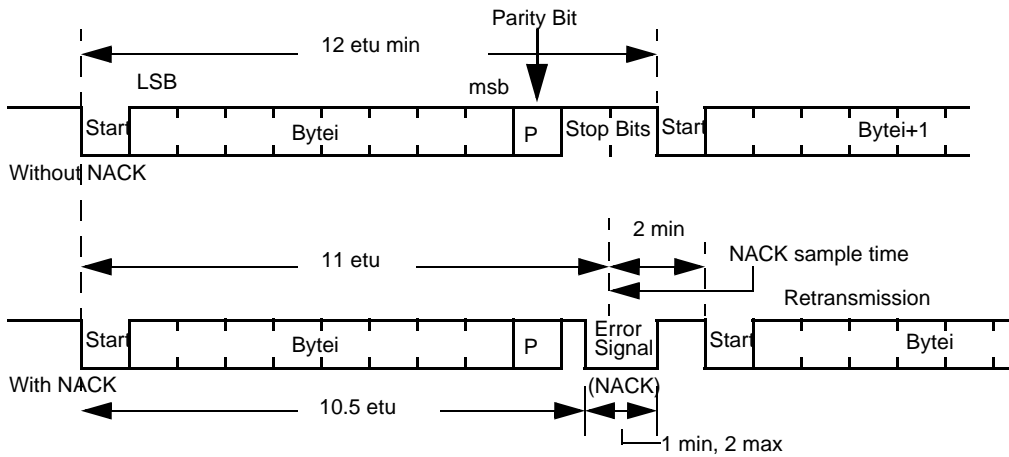 Parity Bit
12 etu min
LSB
msb
Start
Bytei
P
Stop Bits
Start
Bytei+1
Without NACK
2 min
11 etu
NACK sample time
Retransmission
Start
Bytei
P
Error
Signal
Start
Bytei
With NACK
(NACK)
10.5 etu
1 min, 2 max